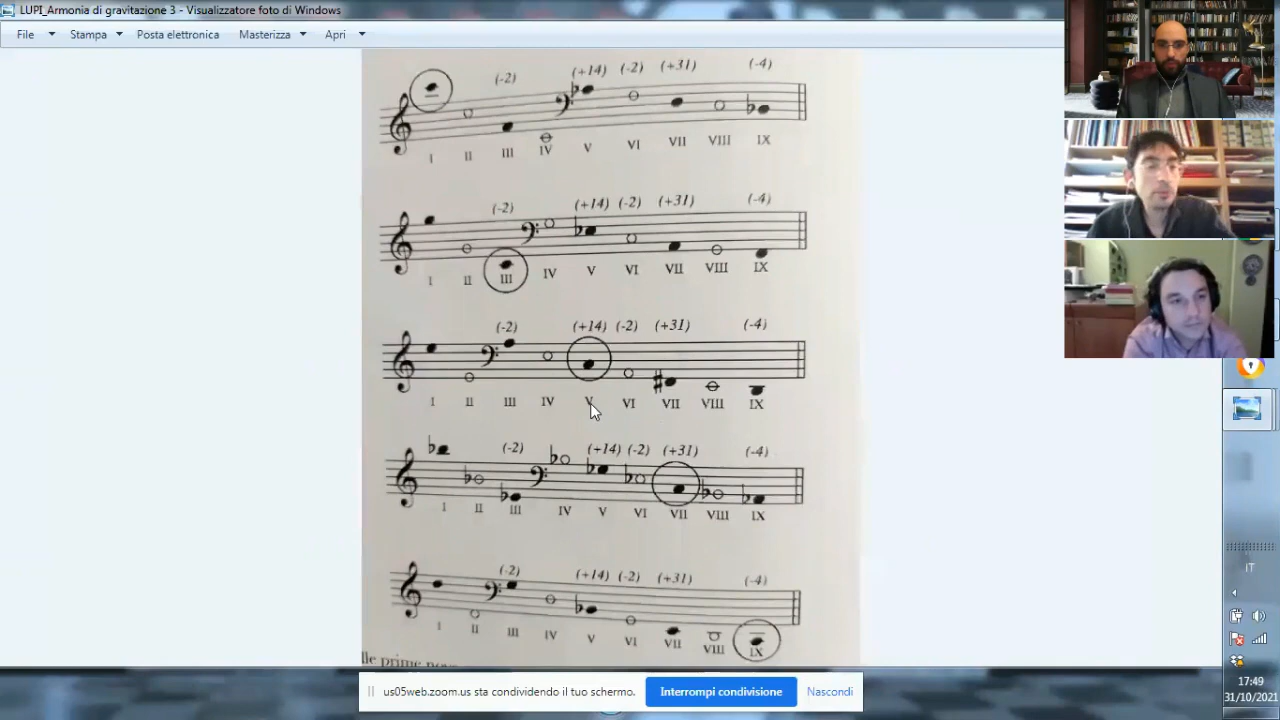 LUPI_Armonia di gravitazione 3 - Visualizzatore foto di Windows
File Stampa Posta elettronica Masterizza Apri
(-2) (+14) (-2) (+31) (-4)
I II III IV V VI VII VIII IX
(-2) (+14) (-2) (+31) (-4)
I II III IV V VI VII VIII IX
(-2) (+14) (-2) (+31) (-4)
I II III IV V VI VII VIII IX
(-2) (+14) (-2) (+31) (-4)
I II III IV V VI VII VIII IX
(-2) (+14) (-2) (+31) (-4)
I II III IV V VI VII VIII IX
lle prime
IT
us05web.zoom.us sta condividendo il tuo schermo. Interrompi condivisione Nascondi
17:49
31/10/2021